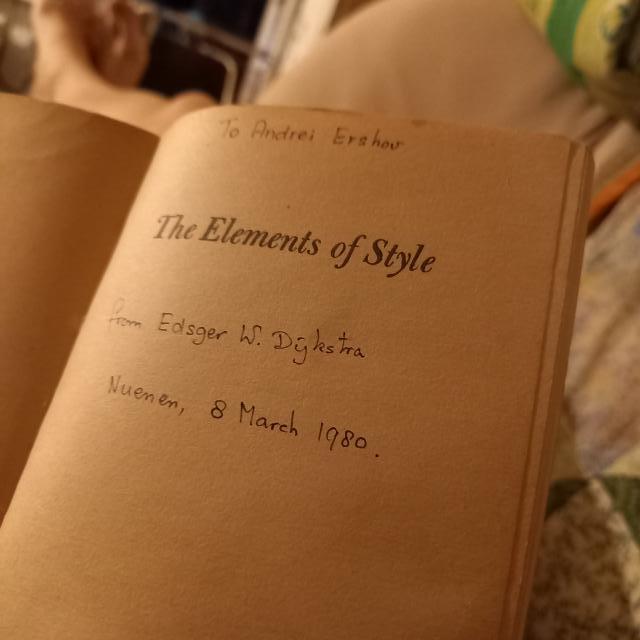 To Andrei Ershov
The Elements of Style
from Edsger W. Dijkstra
Nuenen, 8 March 1980.